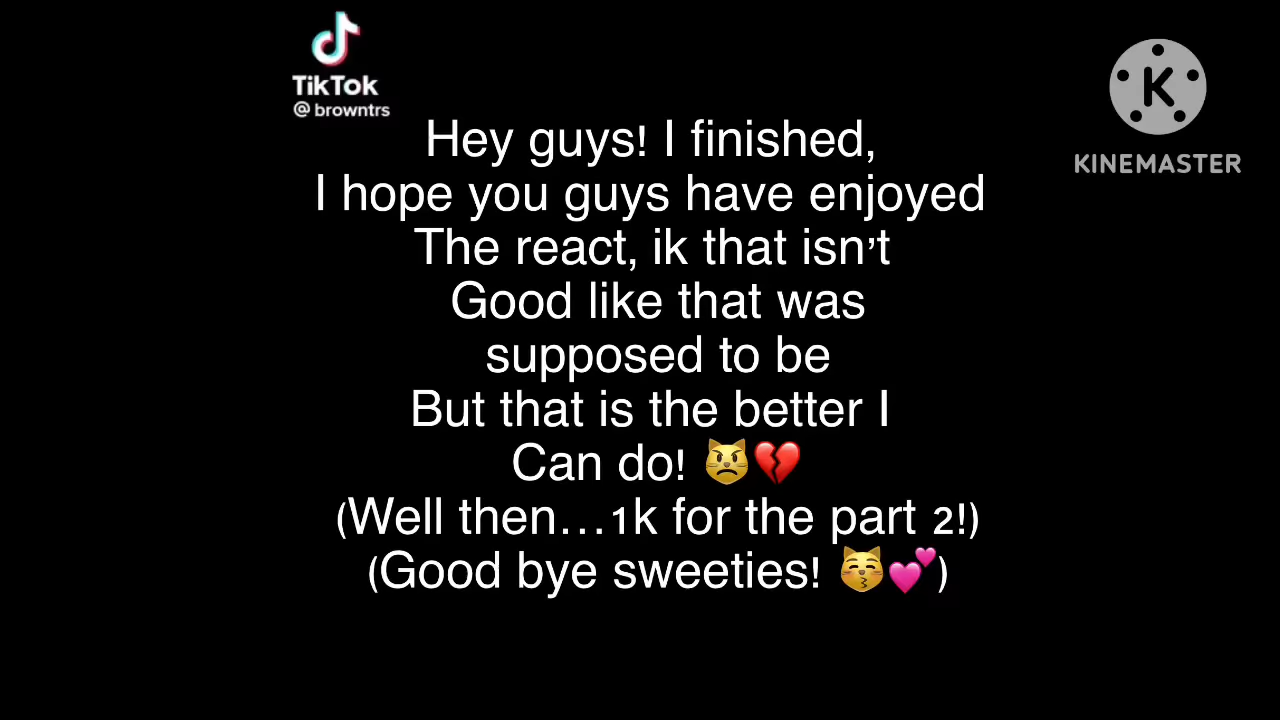 TikTok
@browntrs
K
KINEMASTER
Hey guys! I finished,
I hope you guys have enjoyed
The react, ik that isn’t
Good like that was
supposed to be
But that is the better I
Can do! 😾💔
(Well then…1k for the part 2!)
(Good bye sweeties! 😽💕)